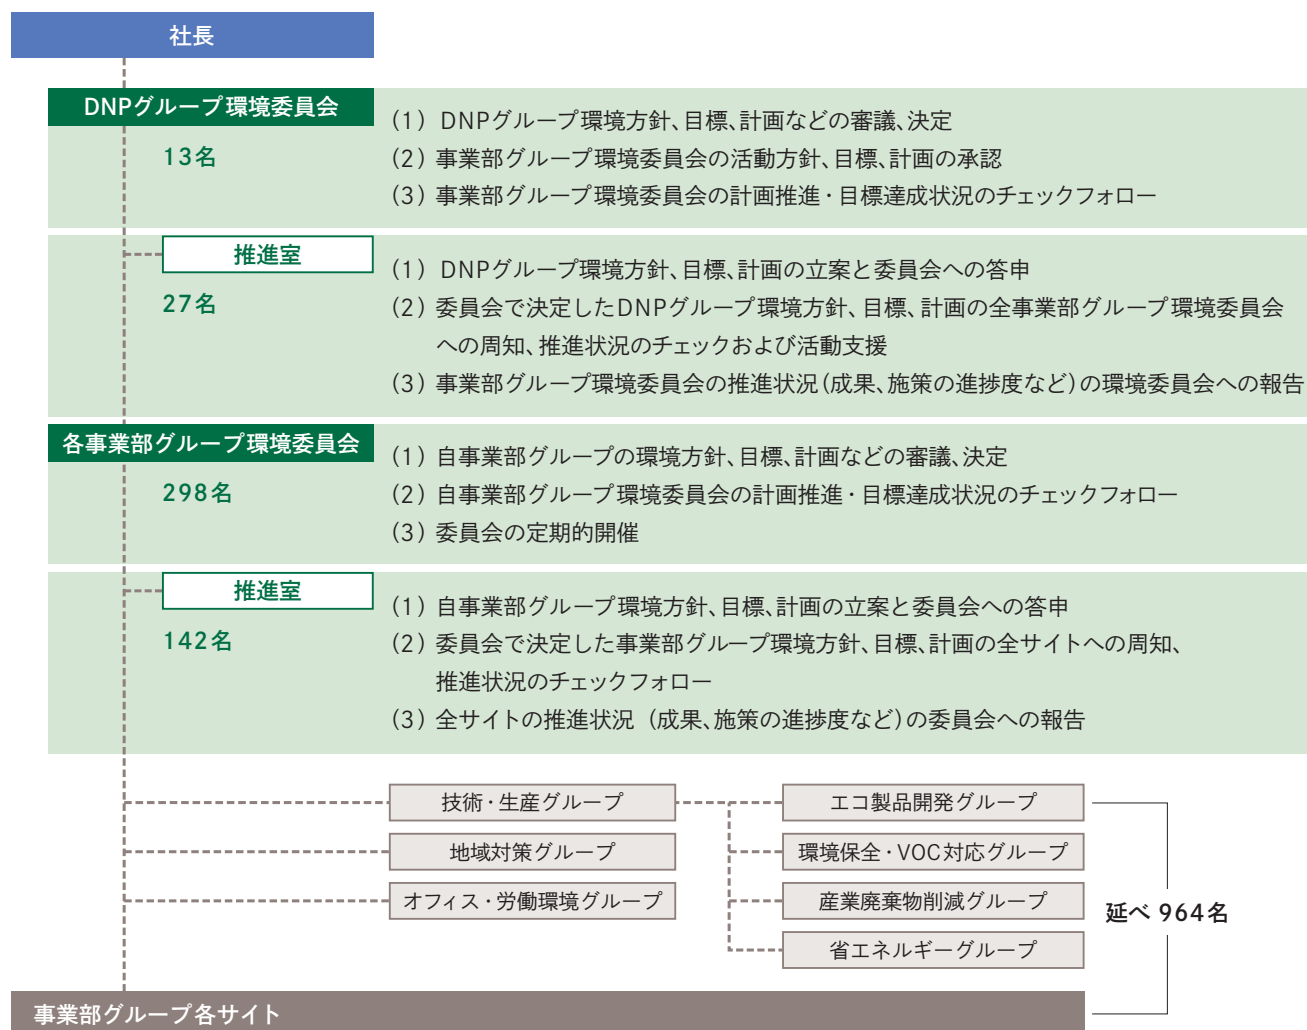 社長
DNPグループ環境委員会
13名
(1) DNPグループ環境方針、目標、計画などの審議、決定
(2) 事業部グループ環境委員会の活動方針、目標、計画の承認
(3) 事業部グループ環境委員会の計画推進・目標達成状況のチェックフォロー
推進室
27名
(1) DNPグループ環境方針、目標、計画の立案と委員会への答申
(2) 委員会で決定したDNPグループ環境方針、目標、計画の全事業部グループ環境委員会
への周知、推進状況のチェックおよび活動支援
(3) 事業部グループ環境委員会の推進状況(成果、施策の進捗度など)の環境委員会への報告
各事業部グループ環境委員会
298名
(1) 自事業部グループの環境方針、目標、計画などの審議、決定
(2) 自事業部グループ環境委員会の計画推進・目標達成状況のチェックフォロー
(3) 委員会の定期的開催
推進室
142名
(1) 自事業部グループ環境方針、目標、計画の立案と委員会への答申
(2) 委員会で決定した事業部グループ環境方針、目標、計画の全サイトへの周知、
推進状況のチェックフォロー
(3) 全サイトの推進状況 (成果、施策の進捗度など)の委員会への報告
技術・生産グループ
地域対策グループ
オフィス・労働環境グループ
エコ製品開発グループ
環境保全・VOC対応グループ
産業廃棄物削減グループ
省エネルギーグループ
延べ 964名
事業部グループ各サイト